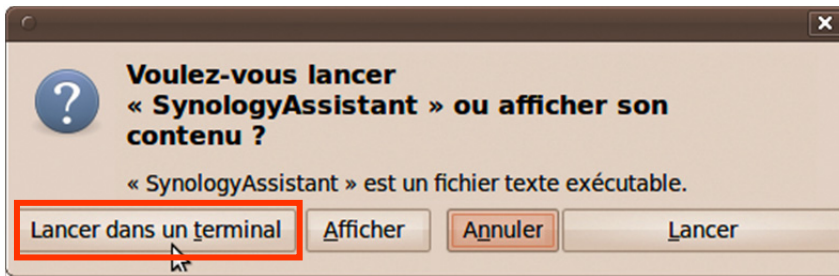 Voulez-vous lancer
« SynologyAssistant » ou afficher son
contenu ?
« SynologyAssistant » est un fichier texte exécutable.
Lancer dans un terminal Afficher Annuler Lancer